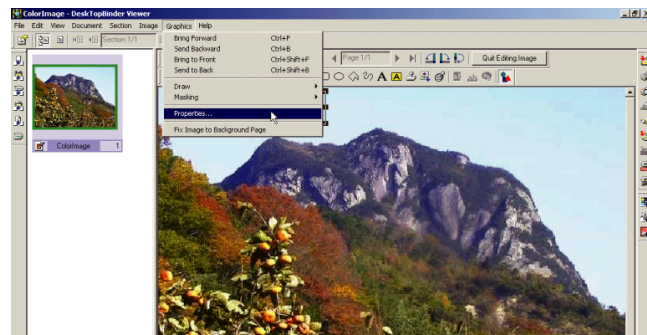 ColorImage - DeskTopBinder Viewer
File Edit View Document Section Image Graphics Help
Section 1/1
Page 1/1
Quit Editing Image
Bring Forward Ctrl+F
Send Backward Ctrl+B
Bring to Front Ctrl+Shift+F
Send to Back Ctrl+Shift+B
Draw
Masking
Properties...
Fix Image to Background Page
ColorImage 1